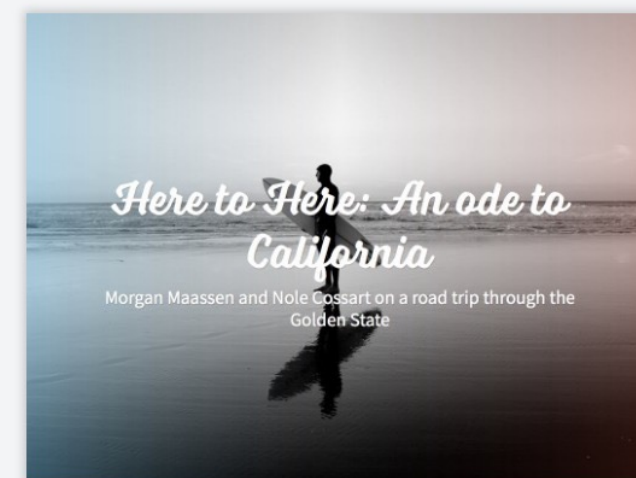 Here to Here: An ode to
California
Morgan Maassen and Nole Cossart on a road trip through the
Golden State